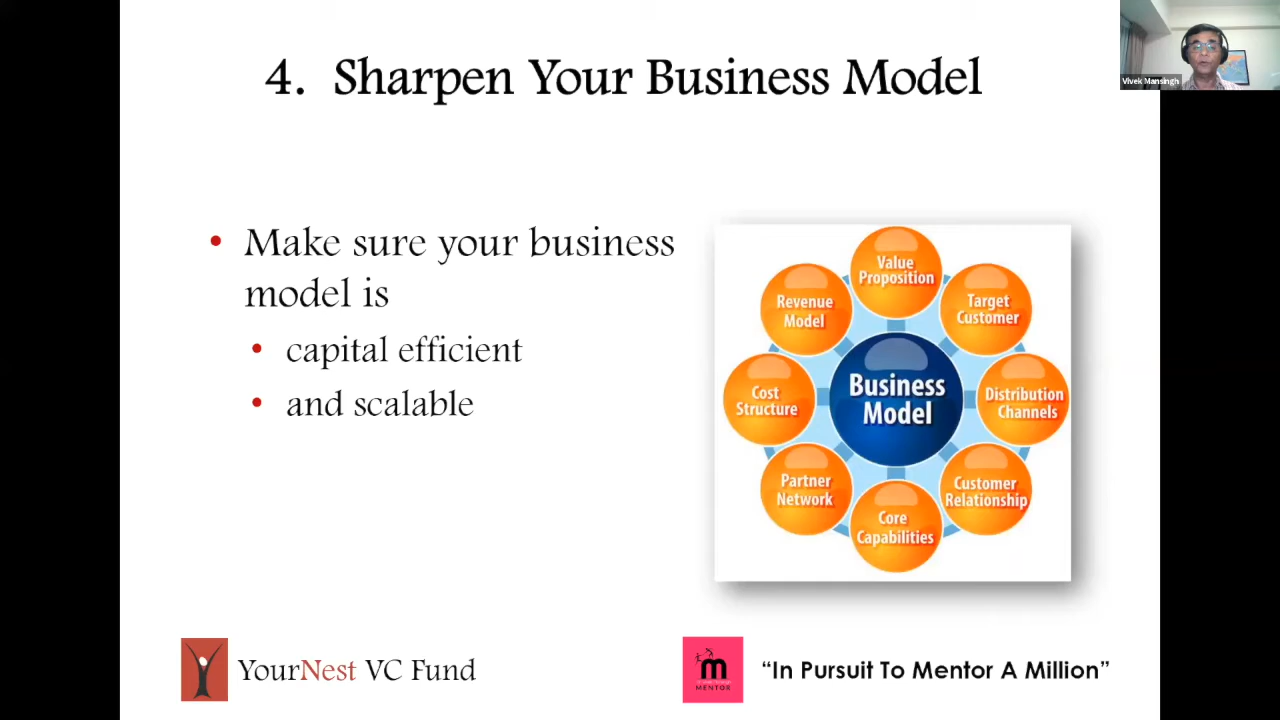 4. Sharpen Your Business Model
Vivek Mansingh
• Make sure your business
model is
• capital efficient
• and scalable
Value
Proposition
Target
Customer
Distribution
Channels
Customer
Relationship
Core
Capabilities
Partner
Network
Cost
Structure
Revenue
Model
Business
Model
YourNest VC Fund
m
MENTOR
“In Pursuit To Mentor A Million”